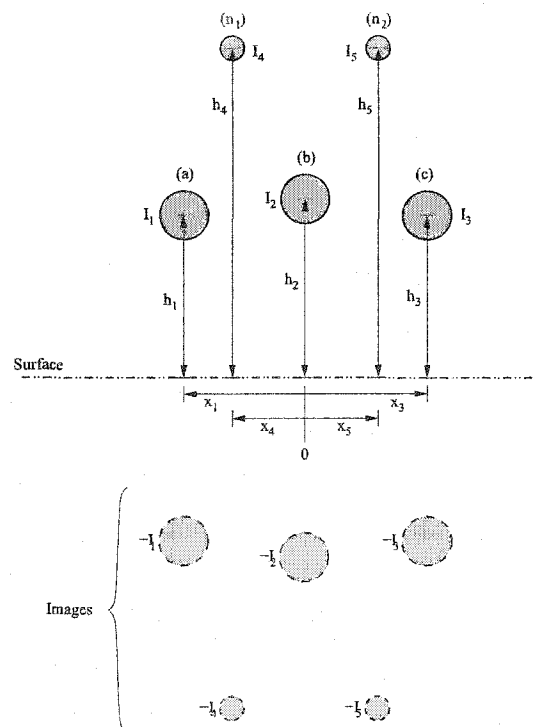 (n₁) (n₂)
I₄ I₅
h₄ h₅
(a) (b) (c)
I₁ I₂ I₃
h₁ h₂ h₃
Surface
x₁ x₃
x₄ x₅
0
-I₁ -I₂ -I₃
Images
-I₄ -I₅